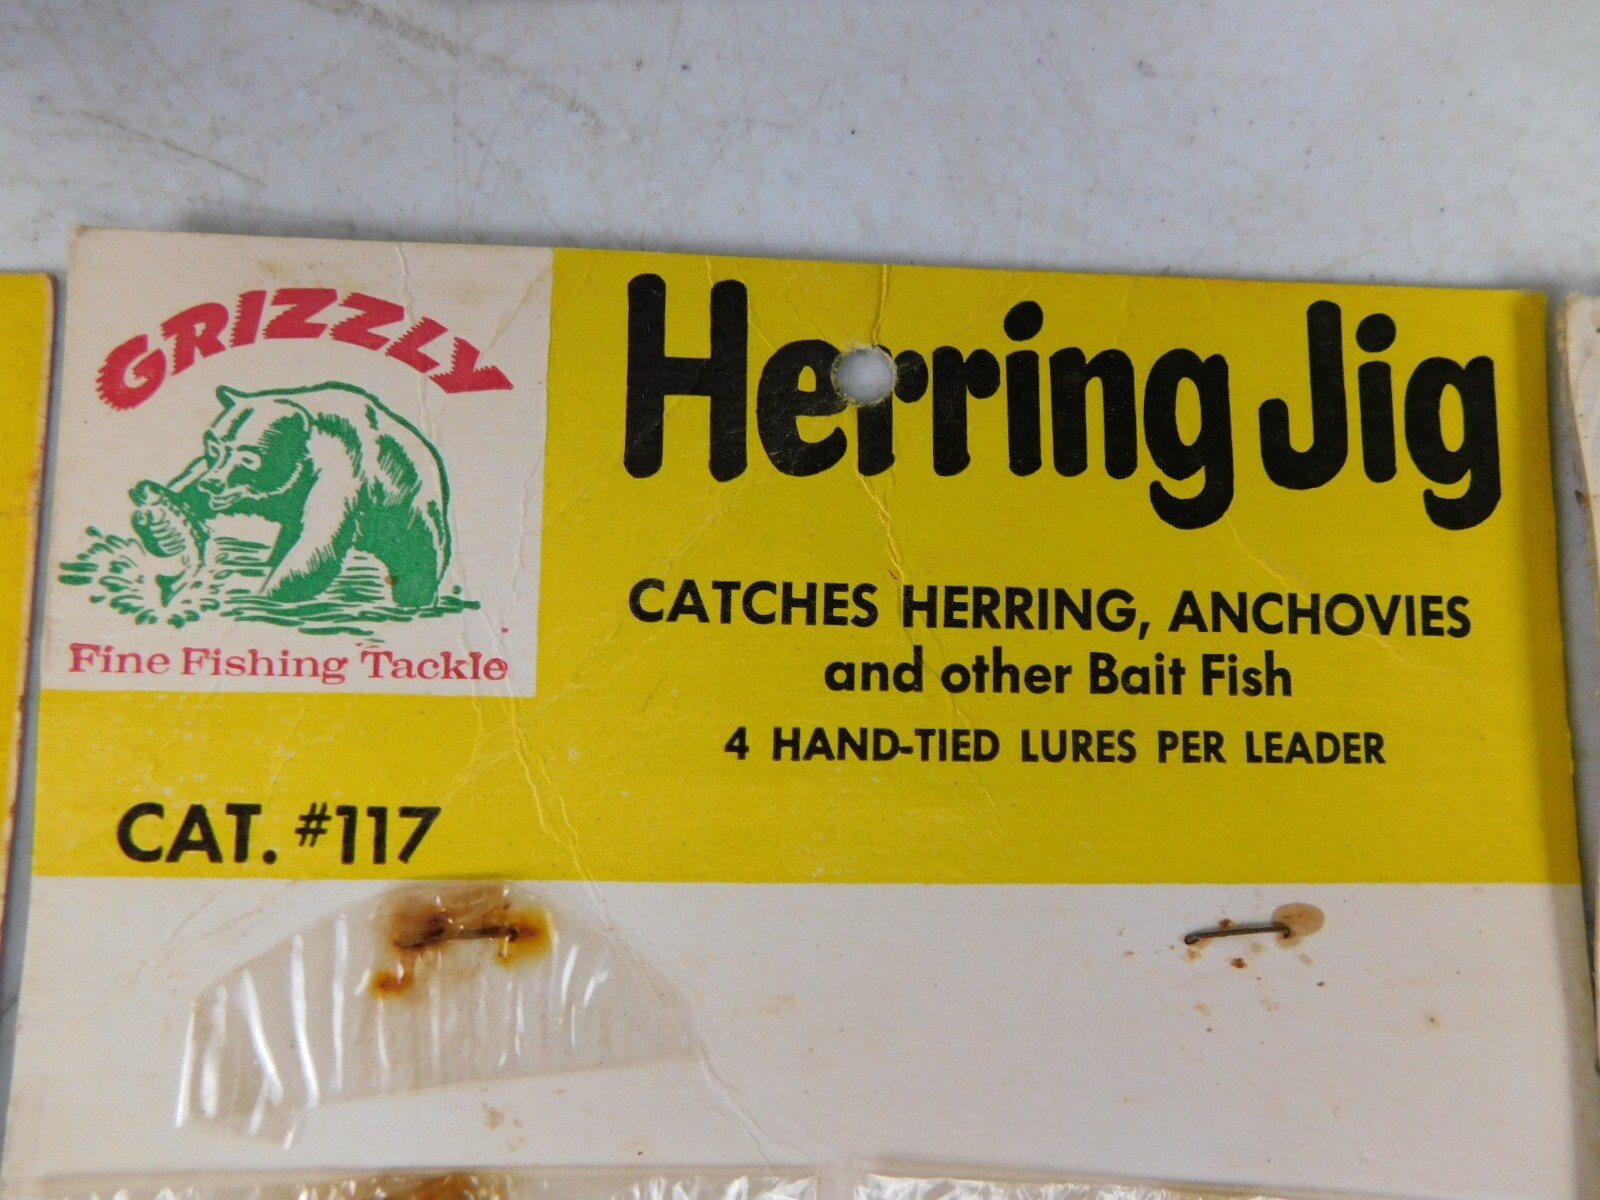 GRIZZLY
Fine Fishing Tackle
Herring Jig
CATCHES HERRING, ANCHOVIES
and other Bait Fish
4 HAND-TIED LURES PER LEADER
CAT. #117